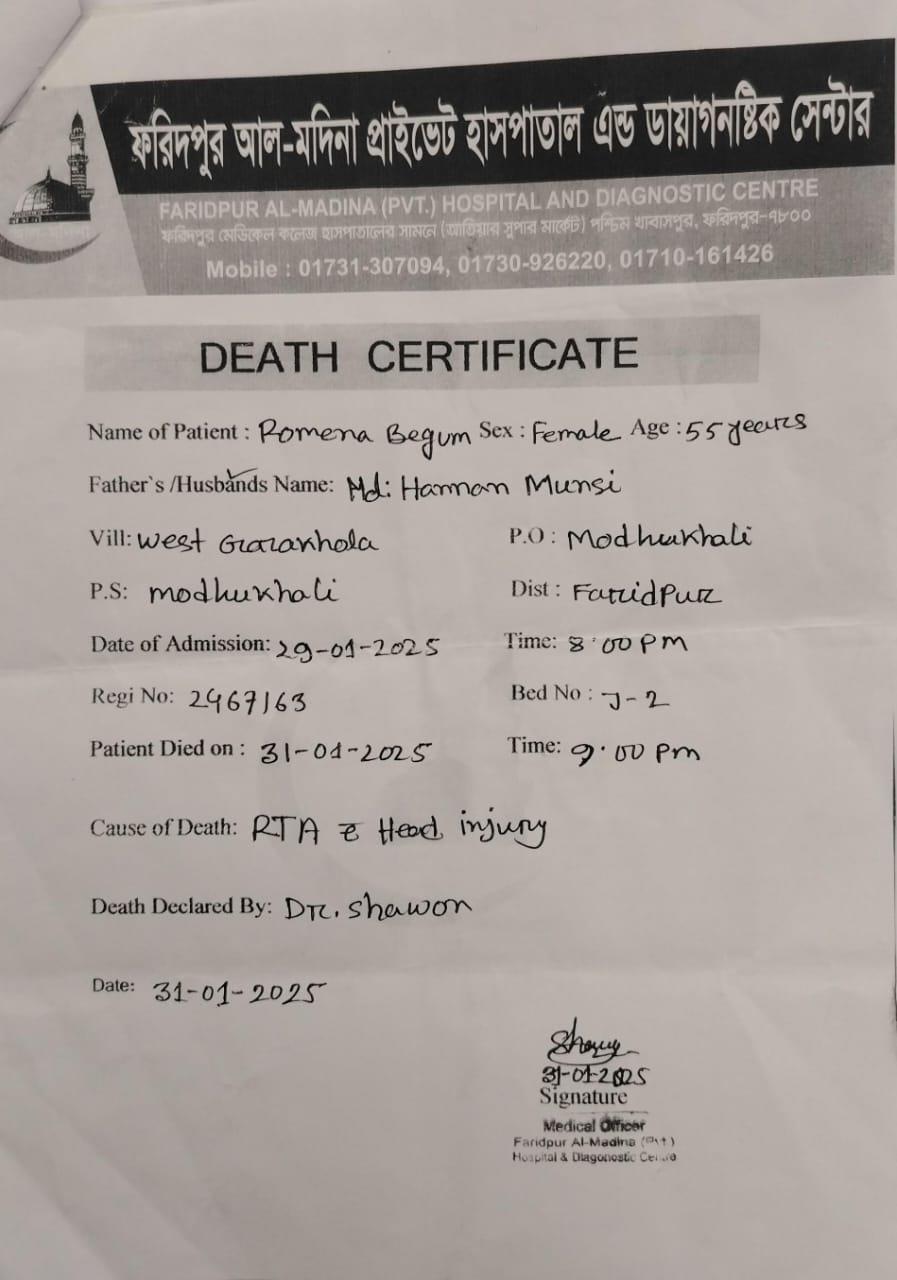 ফরিদপুর আল-মদিনা প্রাইভেট হাসপাতাল এন্ড ডায়াগনষ্টিক সেন্টার
FARIDPUR AL-MADINA (PVT.) HOSPITAL AND DIAGNOSTIC CENTRE
ফরিদপুর মেডিকেল কলেজ হাসপাতালের সামনে (আতিয়ার সুপার মার্কেট) পশ্চিম খাবাসপুর, ফরিদপুর-৭৮০০
Mobile : 01731-307094, 01730-926220, 01710-161426
DEATH CERTIFICATE
Name of Patient : Romena Begum Sex : Female Age : 55 years
Father`s /Husbands Name: Md: Hannan Munsi
Vill: West Gorakhola P.O : Modhukhali
P.S: modhukhali Dist : Faridpur
Date of Admission: 29-01-2025 Time: 8.00 PM
Regi No: 2967/63 Bed No : J-2
Patient Died on : 31-01-2025 Time: 9.00 pm
Cause of Death: RTA c̄ Head injury
Death Declared By: Dr. Shawon
Date: 31-01-2025
31-01-2025
Signature
Medical Officer
Faridpur Al-Madina
Hospital & Diagonostic Centre